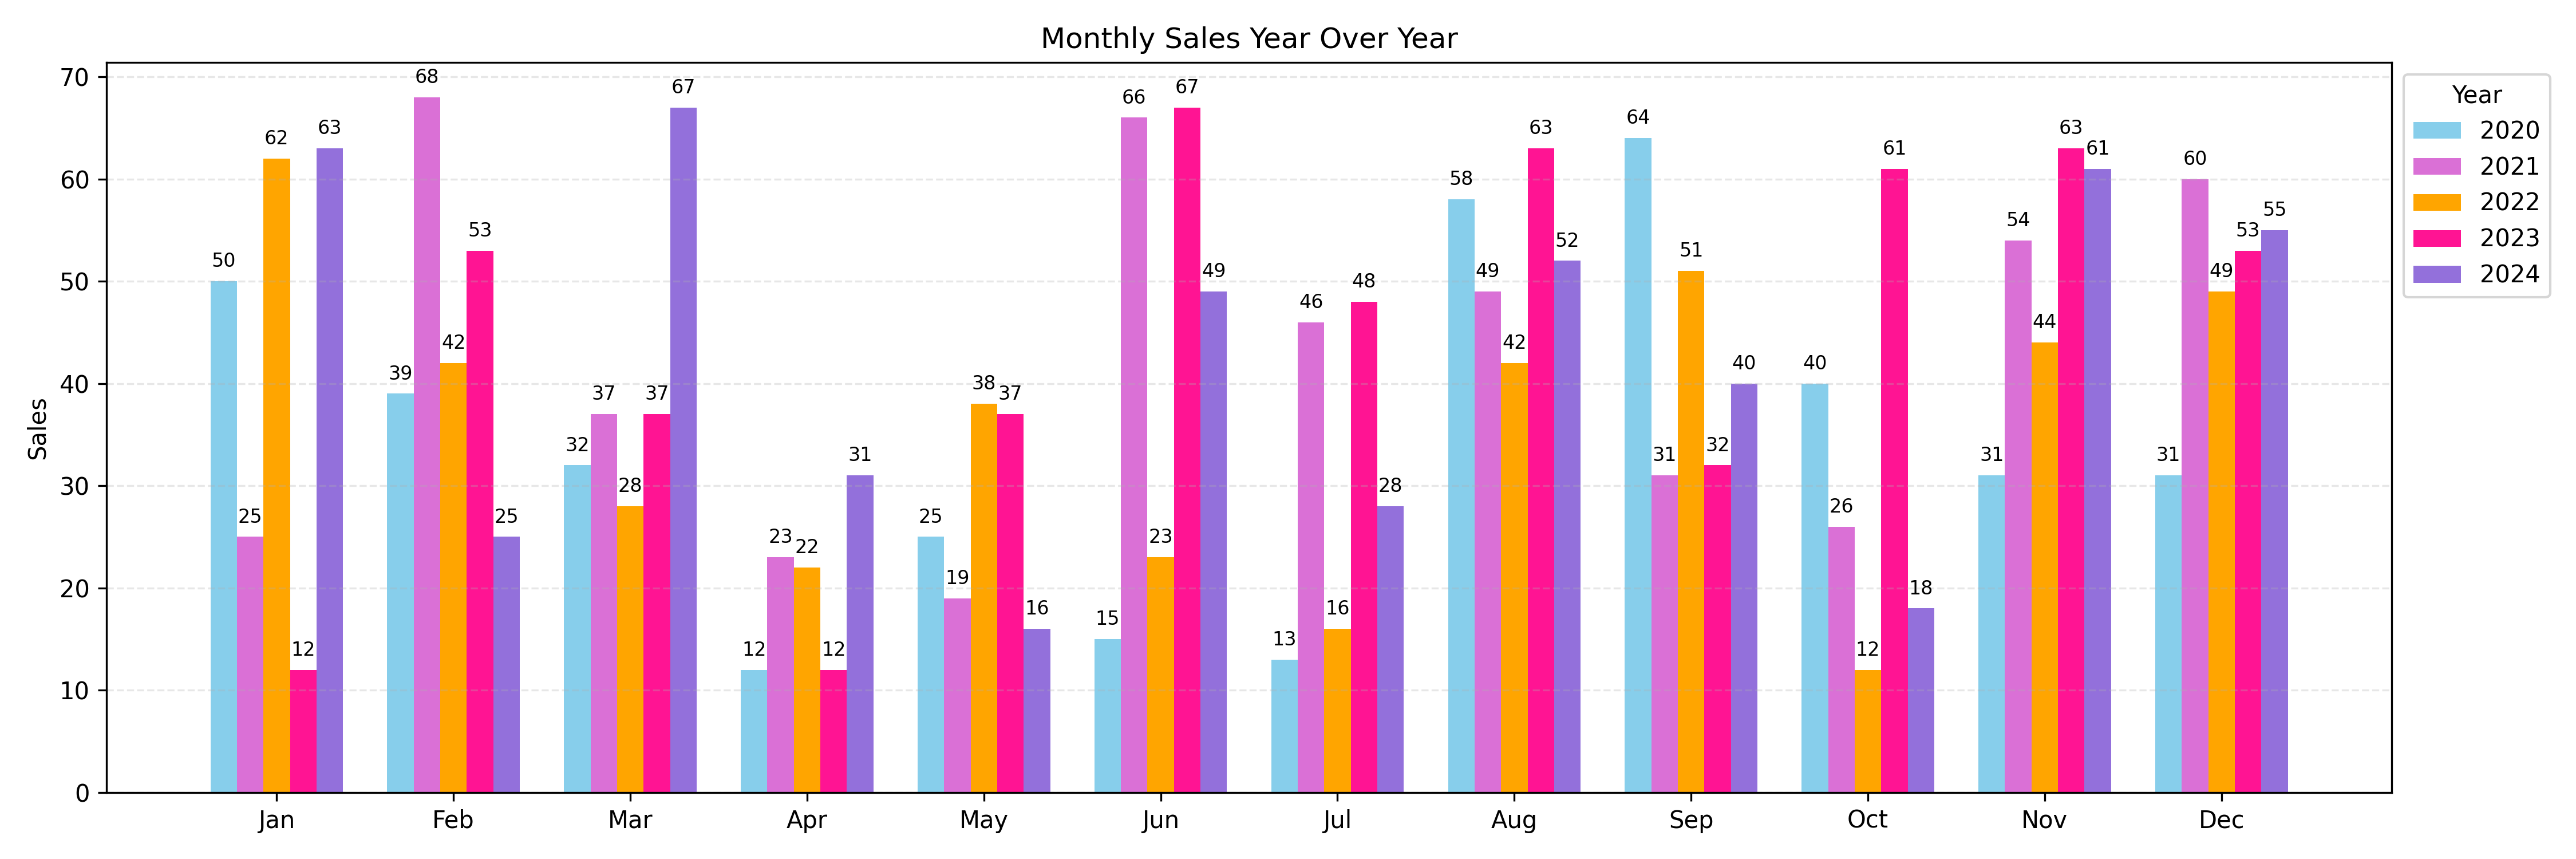 Monthly Sales Year Over Year
Sales
70
60
50
40
30
20
10
0
50 25 62 12 63
39 68 42 53 25
32 37 28 37 67
12 23 22 12 31
25 19 38 37 16
15 66 23 67 49
13 46 16 48 28
58 49 42 63 52
64 31 51 32 40
40 26 12 61 18
31 54 44 63 61
31 60 49 53 55
Jan Feb Mar Apr May Jun Jul Aug Sep Oct Nov Dec
Year
2020
2021
2022
2023
2024